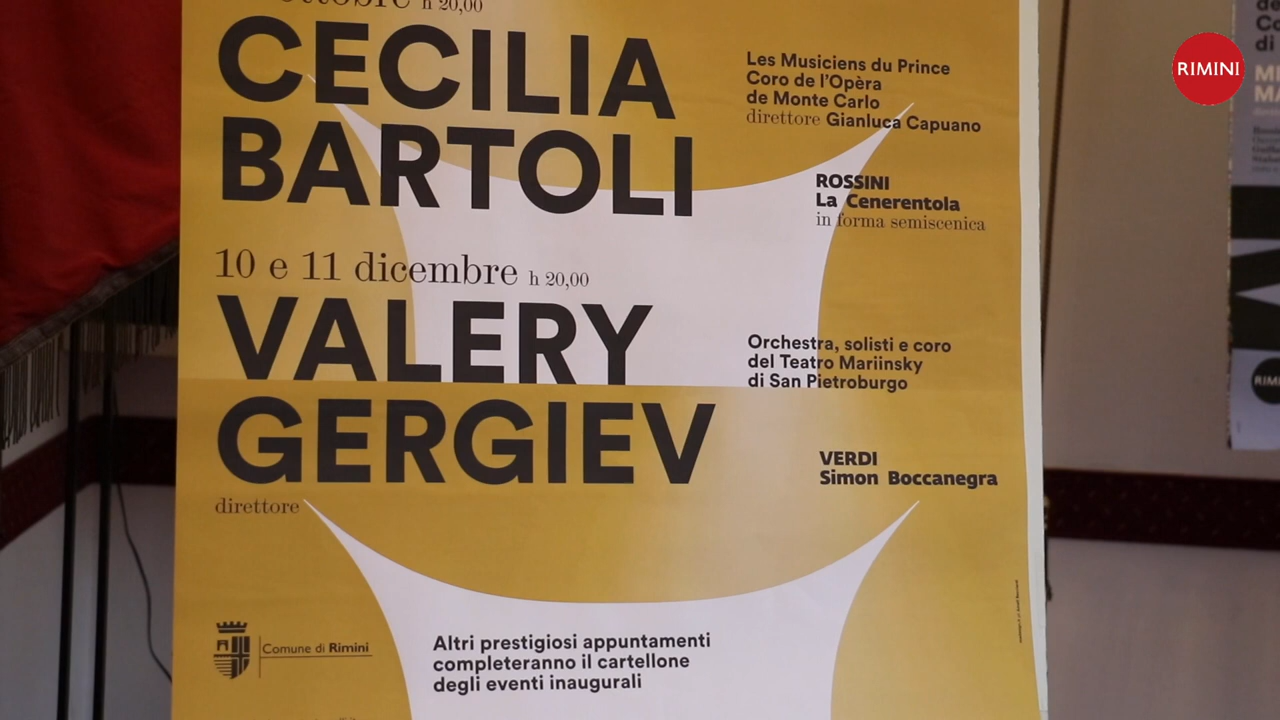 h 20,00
CECILIA
BARTOLI
Les Musiciens du Prince
Coro de l'Opèra
de Monte Carlo
direttore Gianluca Capuano
ROSSINI
La Cenerentola
in forma semiscenica
10 e 11 dicembre h 20,00
VALERY
GERGIEV
direttore
Orchestra, solisti e coro
del Teatro Mariinsky
di San Pietroburgo
VERDI
Simon Boccanegra
Comune di Rimini
Altri prestigiosi appuntamenti
completeranno il cartellone
degli eventi inaugurali
RIMINI
di